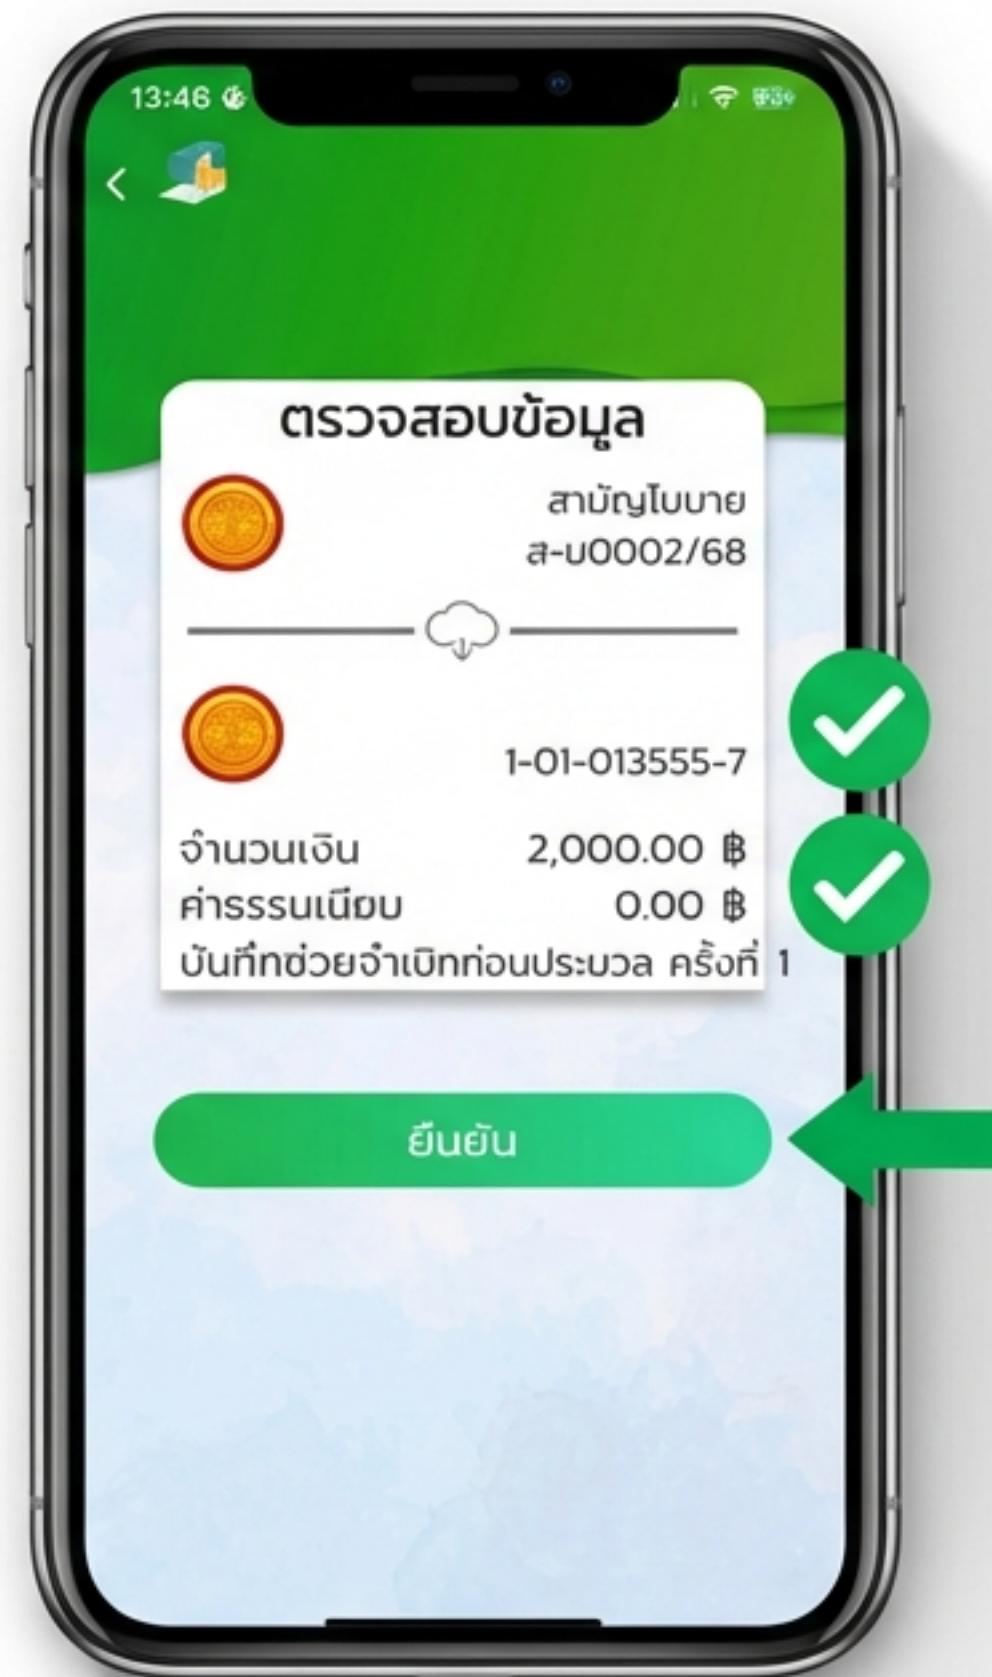 13:46
ตรวจสอบข้อมูล
สามัญโบบาย
ส-บ0002/68
1-01-013555-7
จำนวนเงิน 2,000.00 ฿
ค่าธรรมเนียบ 0.00 ฿
บันทึกช่วยจำเบิกก่อนประมวล ครั้งที่ 1
ยืนยัน